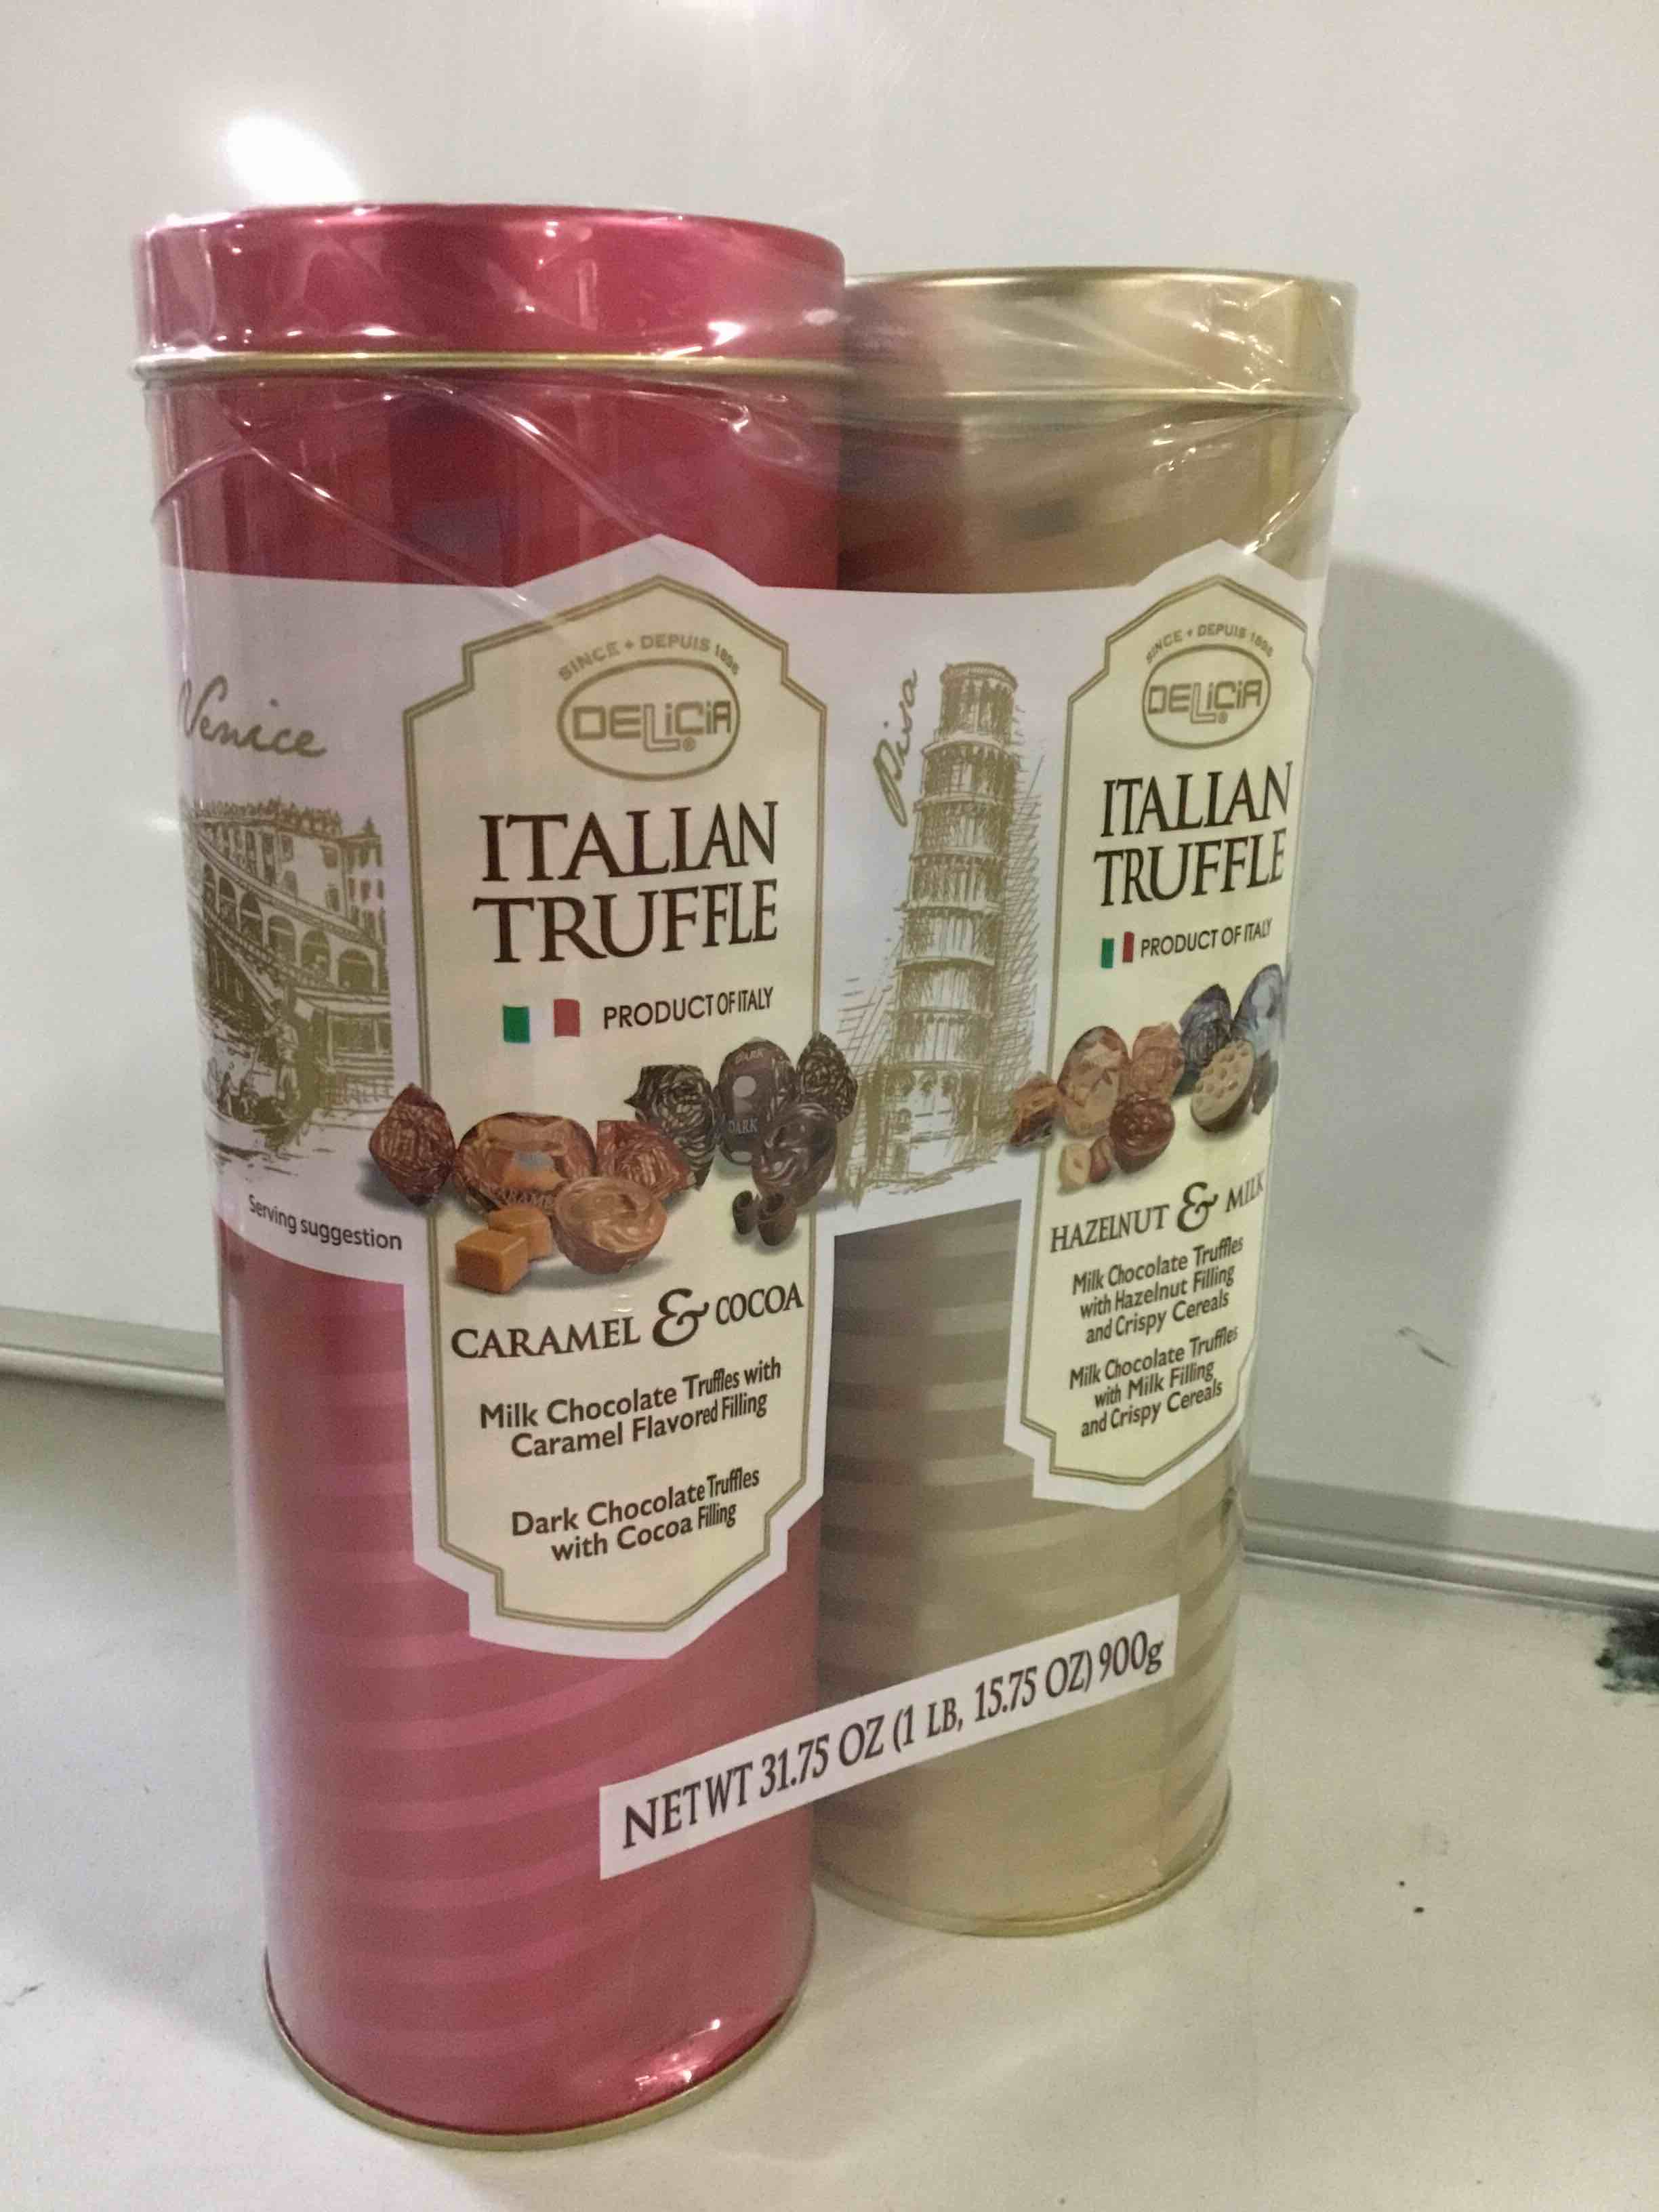 Venice
SINCE + DEPUIS 1896
DELiCiA®
ITALIAN
TRUFFLE
PRODUCT OF ITALY
DARK
DARK
CARAMEL
Serving suggestion
CARAMEL & COCOA
Milk Chocolate Truffles with
Caramel Flavored Filling
Dark Chocolate Truffles
with Cocoa Filling
Pisa
SINCE + DEPUIS 1896
DELiCiA®
ITALIAN
TRUFFLE
PRODUCT OF ITALY
HAZELNUT & MILK
Milk Chocolate Truffles
with Hazelnut Filling
and Crispy Cereals
Milk Chocolate Truffles
with Milk Filling
and Crispy Cereals
NET WT 31.75 OZ (1 LB, 15.75 OZ) 900g